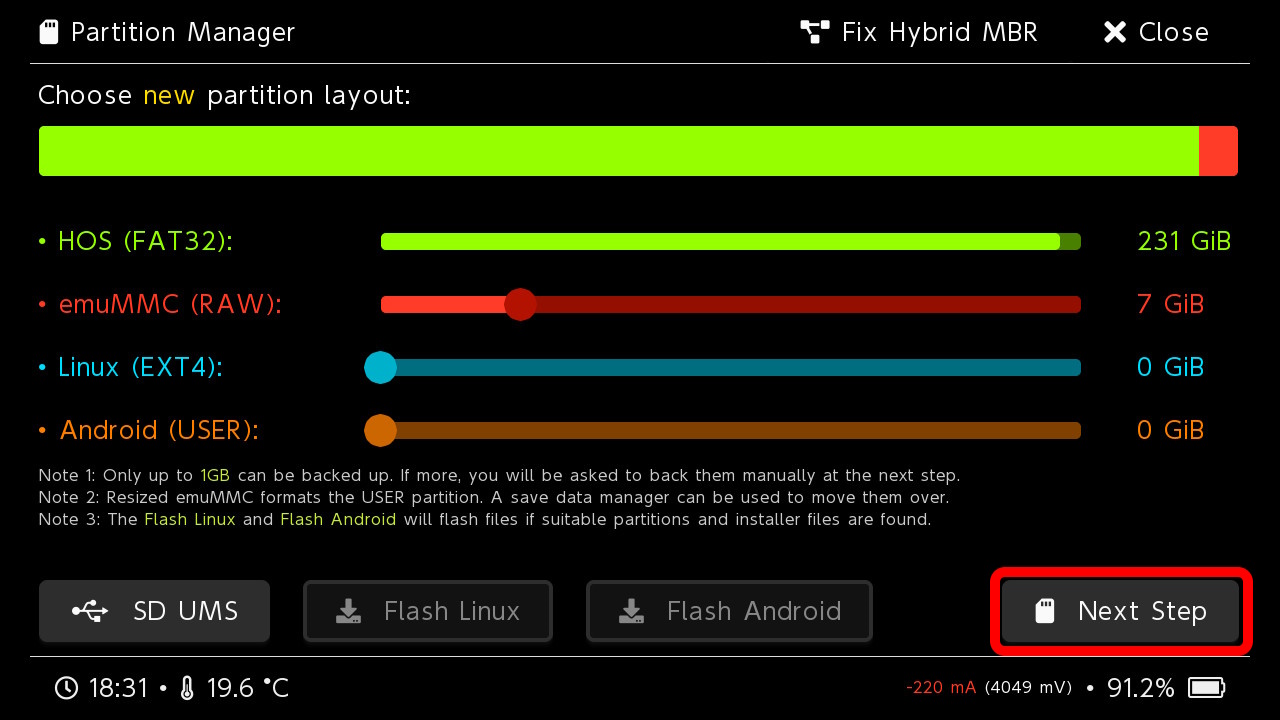 Partition Manager Fix Hybrid MBR Close
Choose new partition layout:
• HOS (FAT32): 231 GiB
• emuMMC (RAW): 7 GiB
• Linux (EXT4): 0 GiB
• Android (USER): 0 GiB
Note 1: Only up to 1GB can be backed up. If more, you will be asked to back them manually at the next step.
Note 2: Resized emuMMC formats the USER partition. A save data manager can be used to move them over.
Note 3: The Flash Linux and Flash Android will flash files if suitable partitions and installer files are found.
SD UMS Flash Linux Flash Android Next Step
18:31 • 19.6 °C -220 mA (4049 mV) • 91.2%